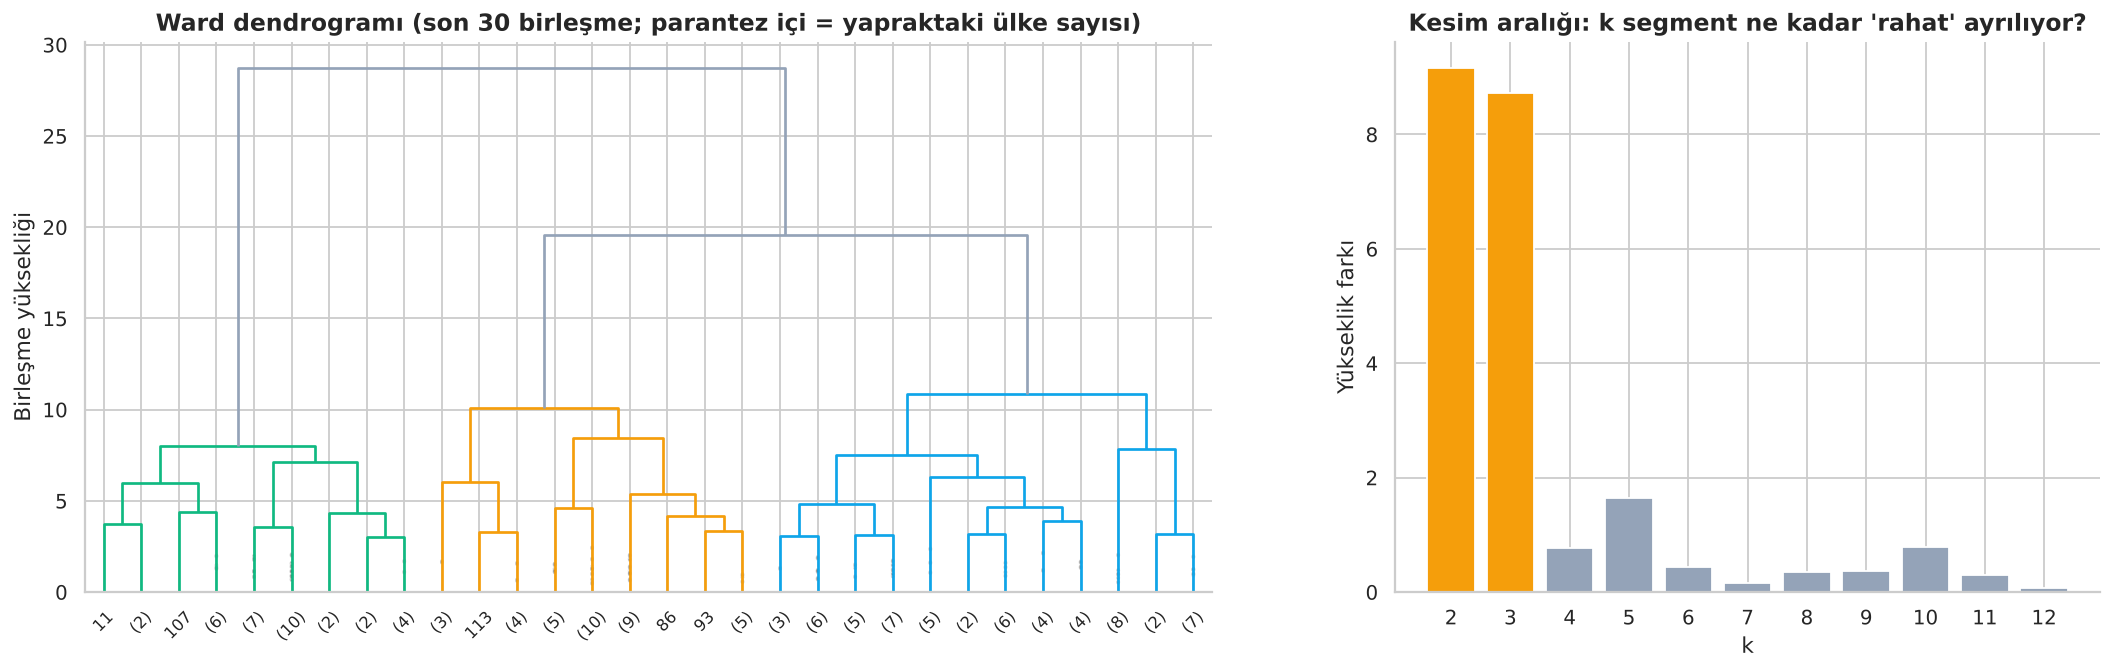 Ward dendrogramı (son 30 birleşme; parantez içi = yapraktaki ülke sayısı)
Birleşme yüksekliği
30
25
20
15
10
5
0
11 (2) 107 (6) (7) (10) (2) (2) (4) (3) 113 (4) (5) (10) (9) 86 93 (5) (3) (6) (5) (7) (5) (2) (6) (4) (4) (8) (2) (7)
Kesim aralığı: k segment ne kadar 'rahat' ayrılıyor?
Yükseklik farkı
8
6
4
2
0
2 3 4 5 6 7 8 9 10 11 12
k